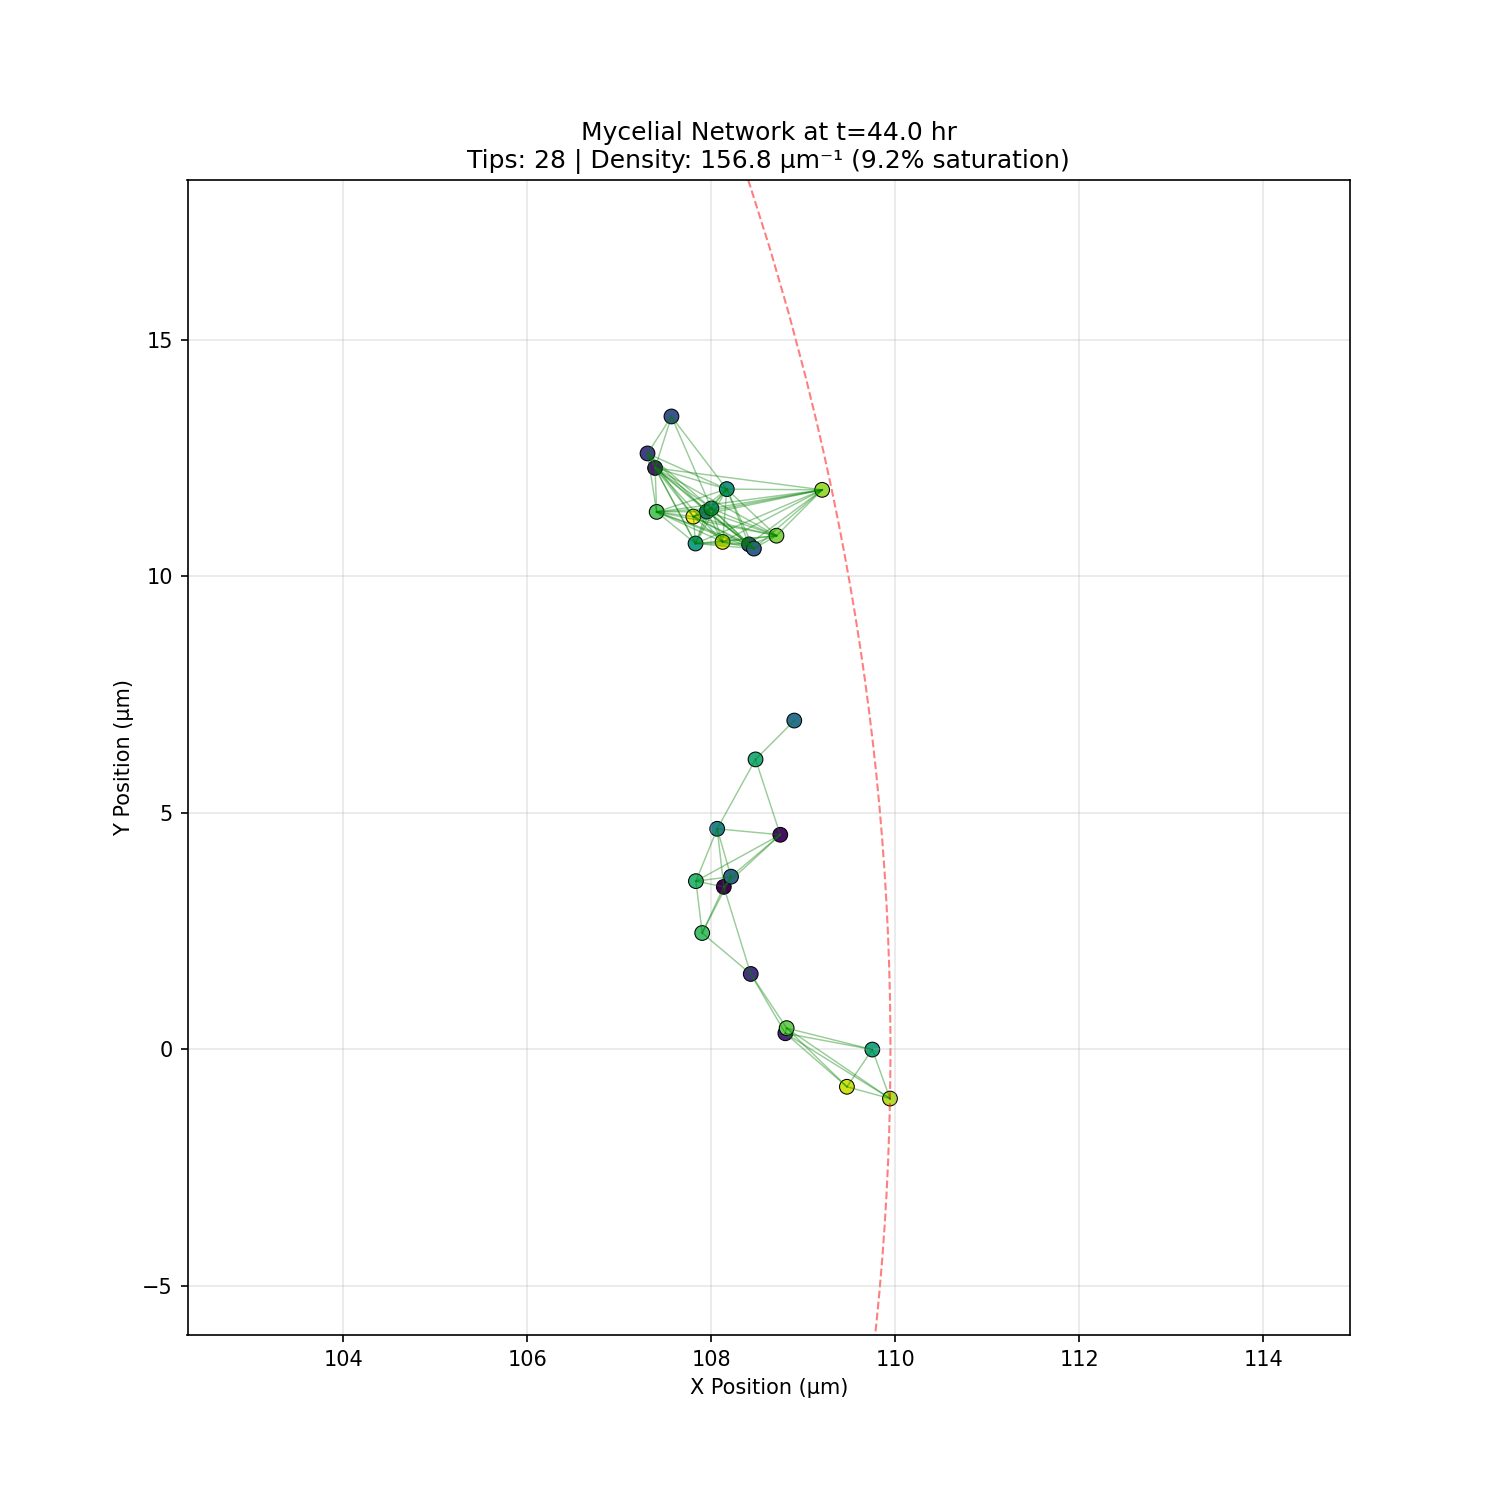 Mycelial Network at t=44.0 hr
Tips: 28 | Density: 156.8 μm⁻¹ (9.2% saturation)
15
10
5
0
−5
Y Position (μm)
104 106 108 110 112 114
X Position (μm)